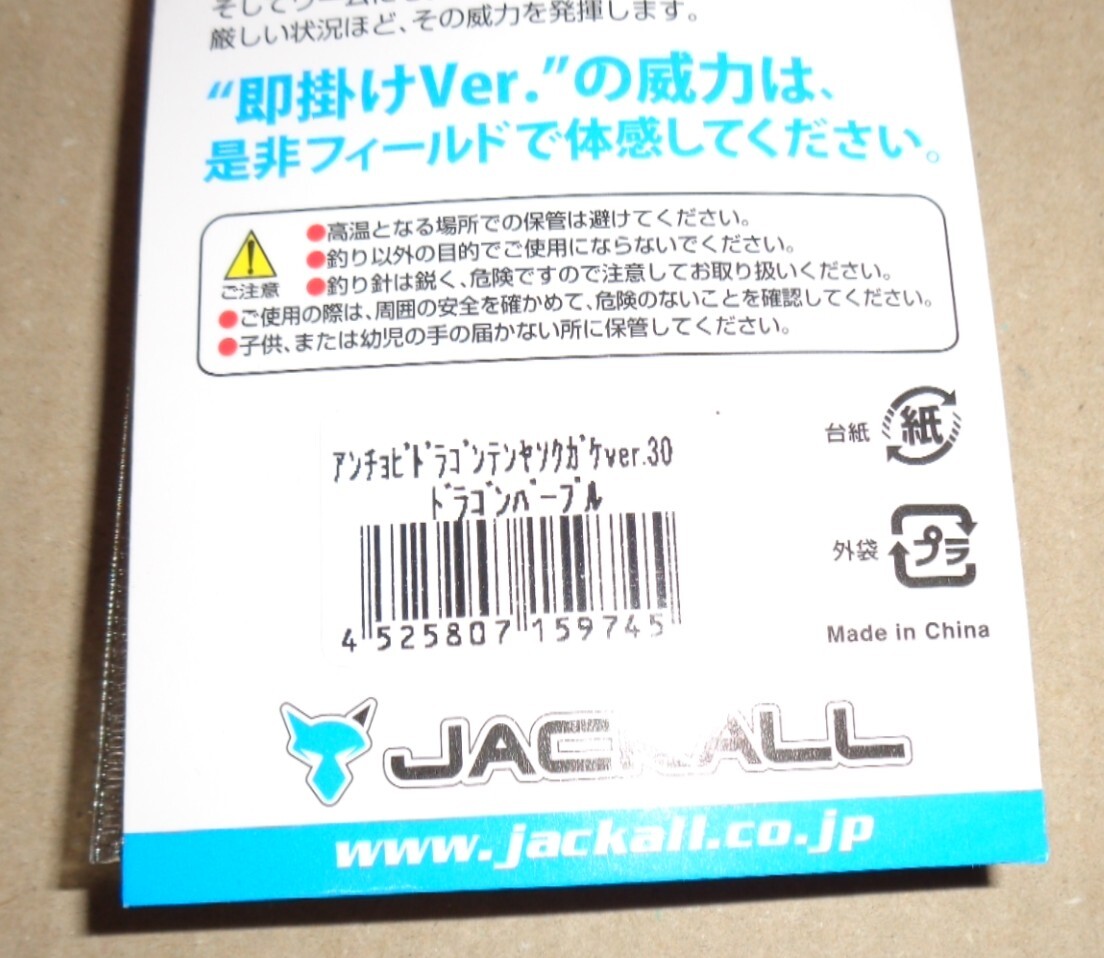 そしてワームに
厳しい状況ほど、その威力を発揮します。
“即掛けVer.”の威力は、
是非フィールドで体感してください。
ご注意
●高温となる場所での保管は避けてください。
●釣り以外の目的でご使用にならないでください。
●釣り針は鋭く、危険ですので注意してお取り扱いください。
●ご使用の際は、周囲の安全を確かめて、危険のないことを確認してください。
●子供、または幼児の手の届かない所に保管してください。
台紙 紙
ｱﾝﾁｮﾋﾞﾄﾞﾗｺﾞﾝﾃﾝﾔｿｸｶﾞｹver.30
ﾄﾞﾗｺﾞﾝﾊﾟｰﾌﾟﾙ
外袋 プラ
4 525807 159745
Made in China
JACKALL
www.jackall.co.jp